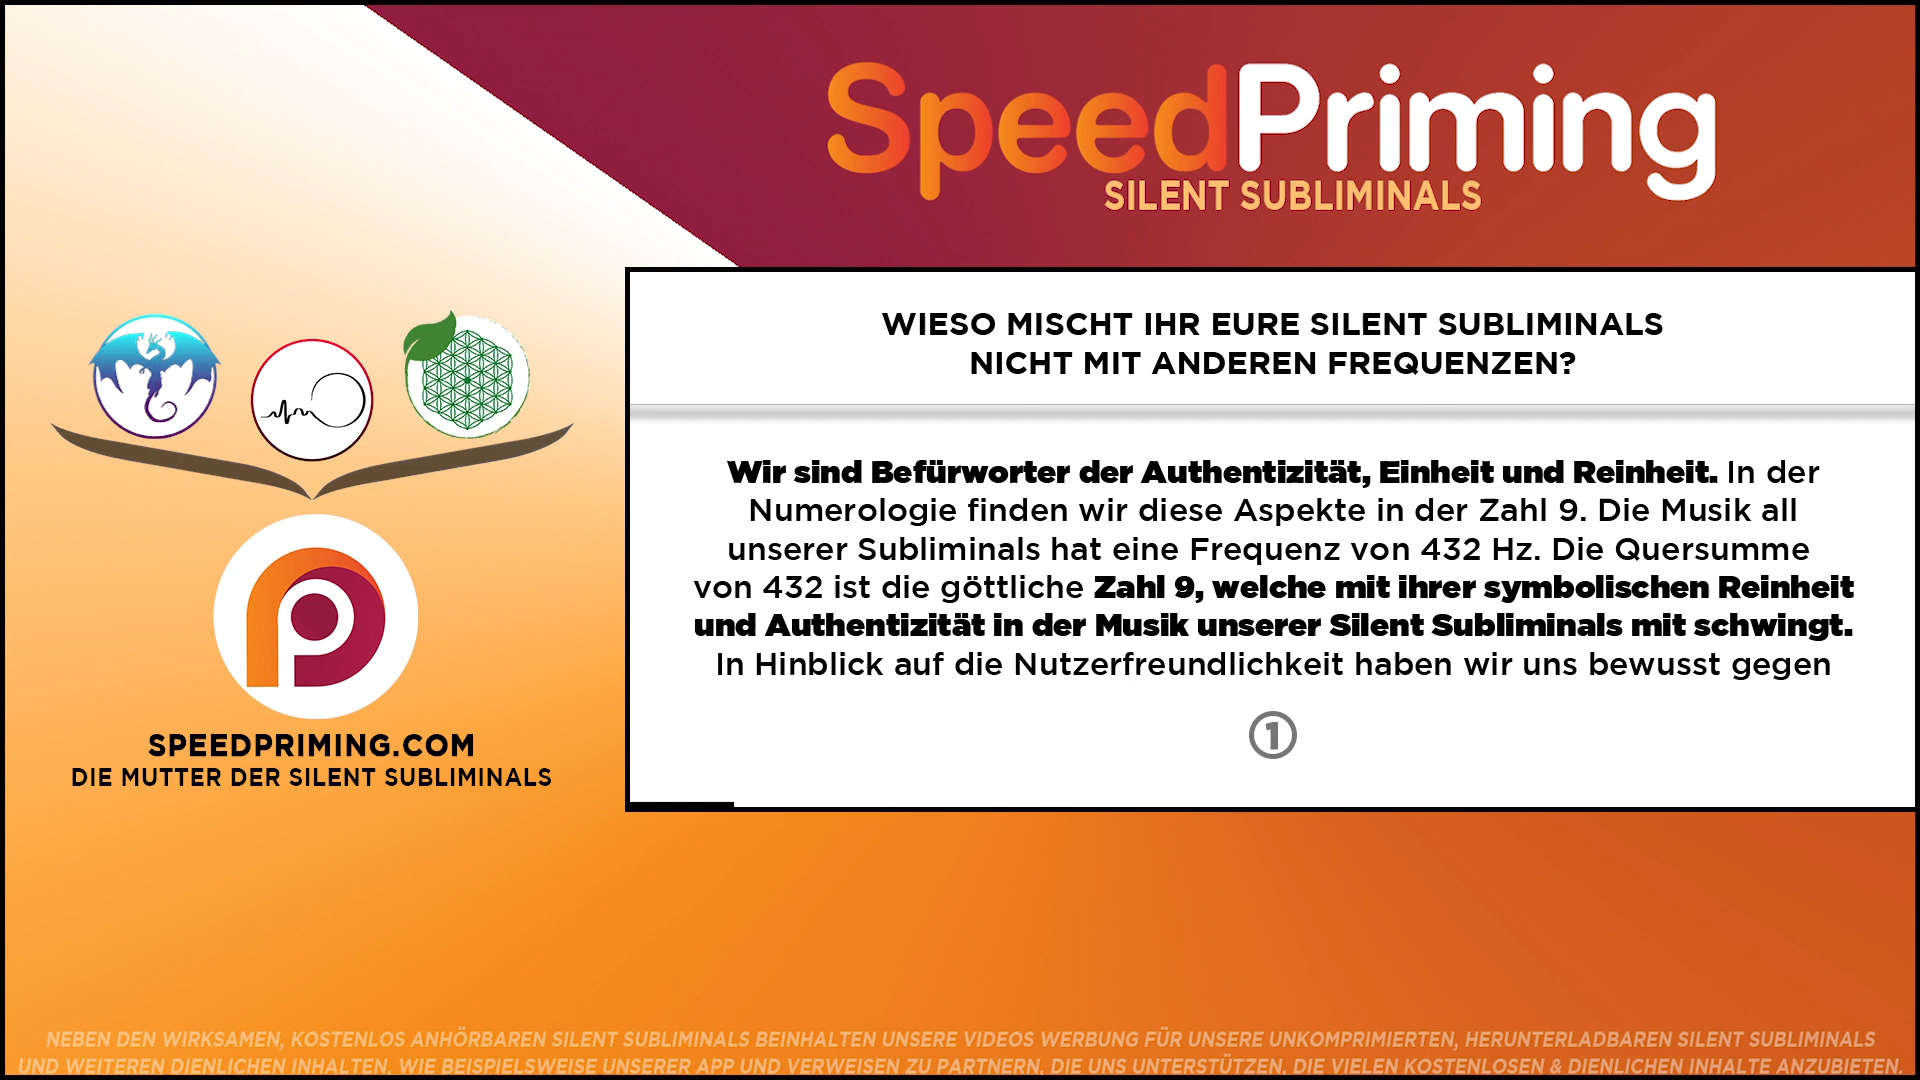 SpeedPriming
SILENT SUBLIMINALS
WIESO MISCHT IHR EURE SILENT SUBLIMINALS
NICHT MIT ANDEREN FREQUENZEN?
Wir sind Befürworter der Authentizität, Einheit und Reinheit. In der
Numerologie finden wir diese Aspekte in der Zahl 9. Die Musik all
unserer Subliminals hat eine Frequenz von 432 Hz. Die Quersumme
von 432 ist die göttliche Zahl 9, welche mit ihrer symbolischen Reinheit
und Authentizität in der Musik unserer Silent Subliminals mit schwingt.
In Hinblick auf die Nutzerfreundlichkeit haben wir uns bewusst gegen
1
SPEEDPRIMING.COM
DIE MUTTER DER SILENT SUBLIMINALS
NEBEN DEN WIRKSAMEN, KOSTENLOS ANHÖRBAREN SILENT SUBLIMINALS BEINHALTEN UNSERE VIDEOS WERBUNG FÜR UNSERE UNKOMPRIMIERTEN, HERUNTERLADBAREN SILENT SUBLIMINALS
UND WEITEREN DIENLICHEN INHALTEN, WIE BEISPIELSWEISE UNSERER APP UND VERWEISEN ZU PARTNERN, DIE UNS UNTERSTÜTZEN, DIE VIELEN KOSTENLOSEN & DIENLICHEN INHALTE ANZUBIETEN.